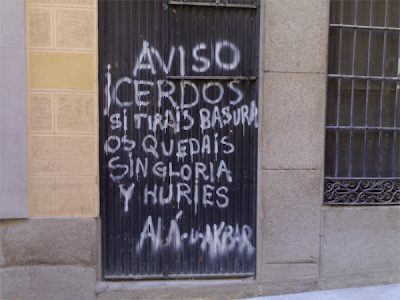 AVISO
¡CERDOS
SI TIRAIS BASURA
OS QUEDAIS
SIN GLORIA
Y HURIES
ALÁ-U-AKBAR